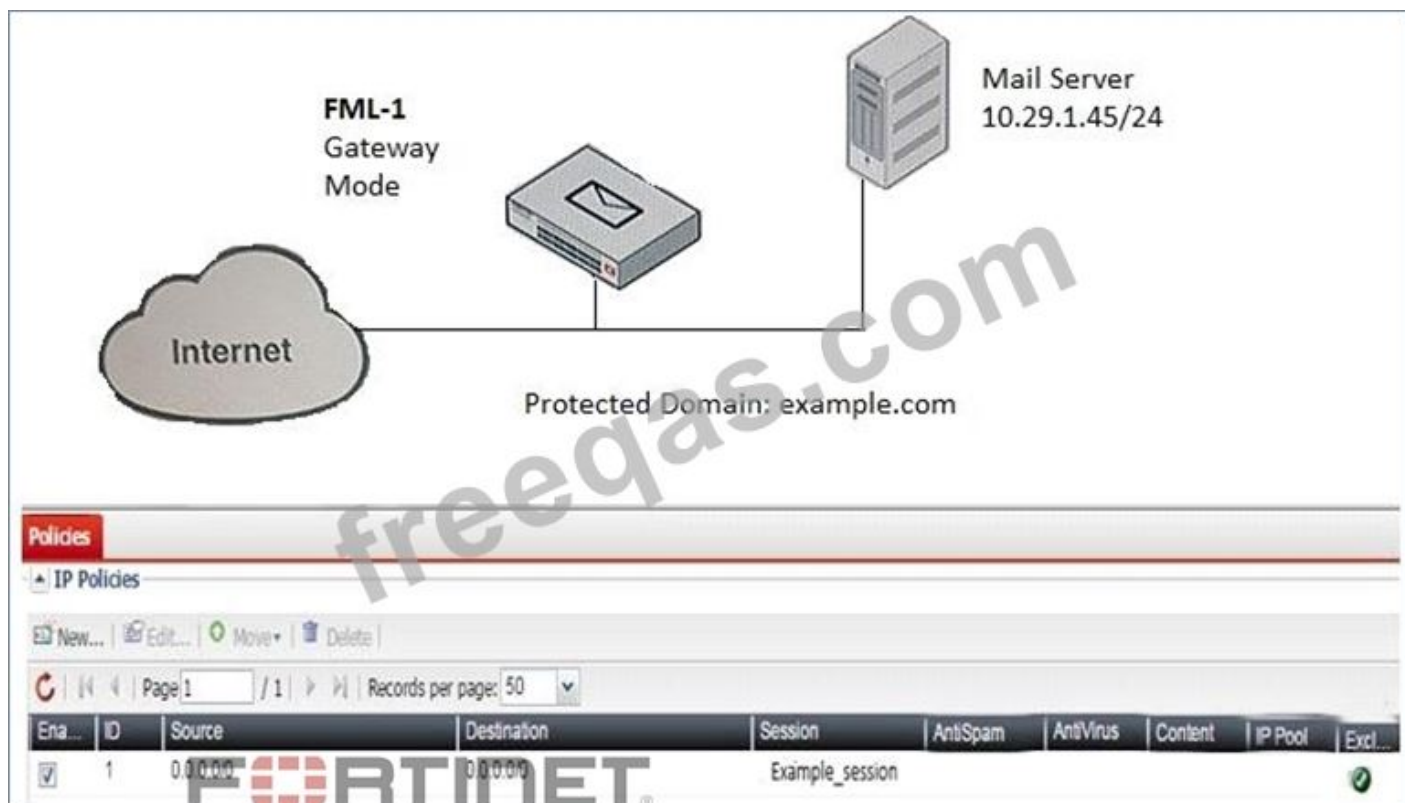 FML-1
Gateway
Mode
Mail Server
10.29.1.45/24
Internet
Protected Domain: example.com
freeqas.com
Policies
IP Policies
New... | Edit... | Move | Delete |
Page 1 / 1 | Records per page: 50
Ena... ID Source Destination Session AntiSpam AntiVirus Content IP Pool Excl...
1 0.0.0.0/0 0.0.0.0/0 Example_session
FORTINET